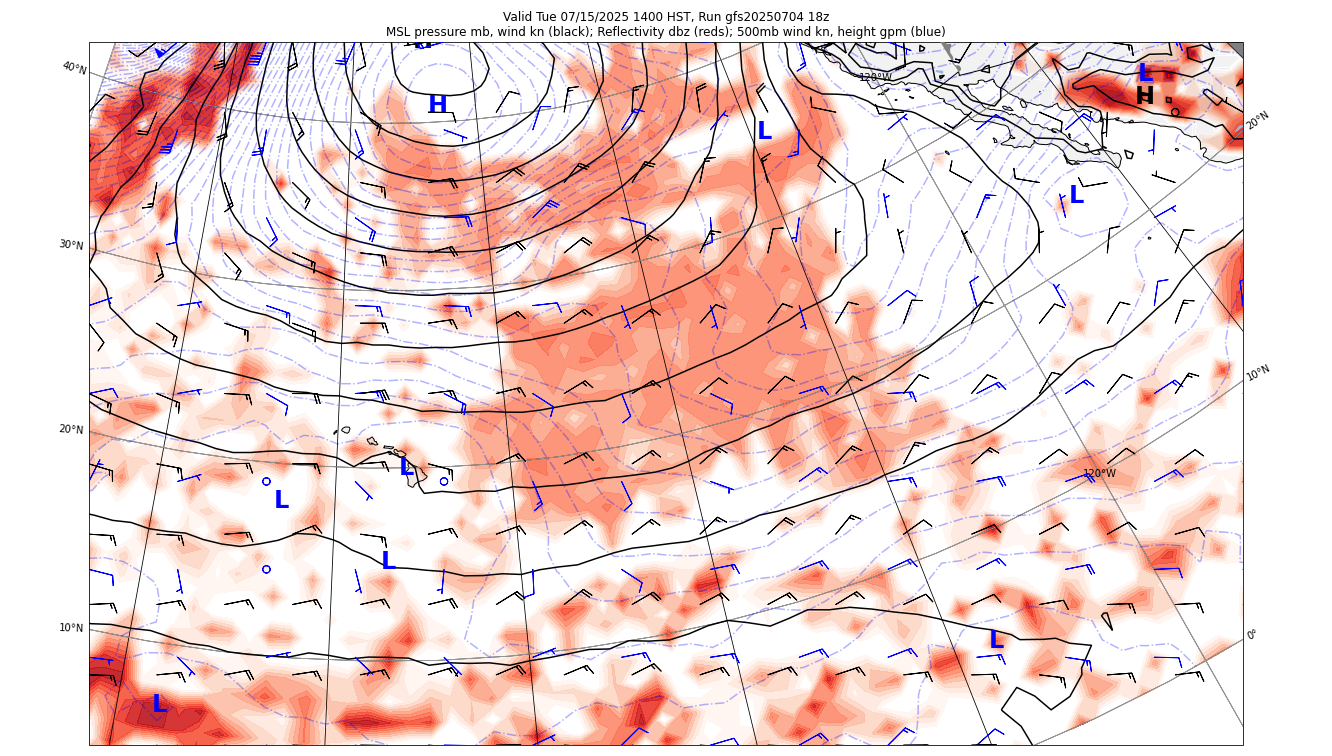 Valid Tue 07/15/2025 1400 HST, Run gfs20250704 18z
MSL pressure mb, wind kn (black); Reflectivity dbz (reds); 500mb wind kn, height gpm (blue)
40°N
120°W
L
H
H
20°N
L
L
30°N
10°N
20°N
L
120°W
L
L
10°N
0°
L
L